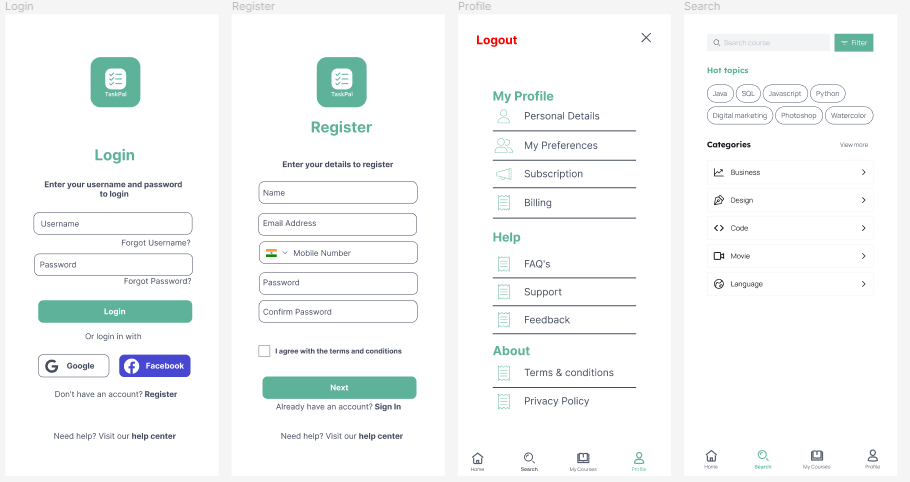 Login
TaskPal
Login
Enter your username and password
to login
Username
Forgot Username?
Password
Forgot Password?
Login
Or login in with
Google
Facebook
Don't have an account? Register
Need help? Visit our help center
Register
TaskPal
Register
Enter your details to register
Name
Email Address
Mobile Number
Password
Confirm Password
I agree with the terms and conditions
Next
Already have an account? Sign In
Need help? Visit our help center
Profile
Logout
My Profile
Personal Details
My Preferences
Subscription
Billing
Help
FAQ's
Support
Feedback
About
Terms & conditions
Privacy Policy
Home Search My Courses Profile
Search
Search course Filter
Hot topics
Java SQL Javascript Python
Digital marketing Photoshop Watercolor
Categories View more
Business
Design
Code
Movie
Language
Home Search My Courses Profile